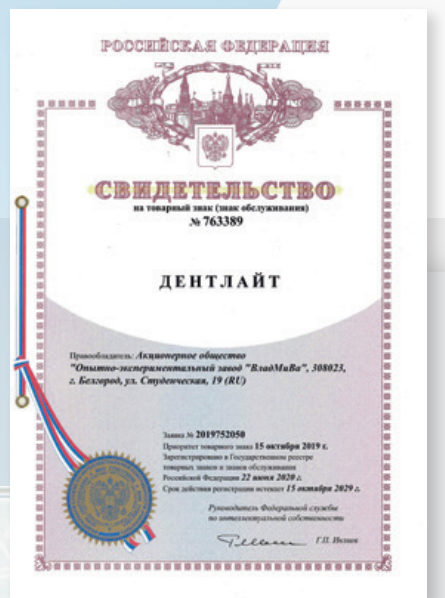 РОССИЙСКАЯ ФЕДЕРАЦИЯ
СВИДЕТЕЛЬСТВО
на товарный знак (знак обслуживания)
№ 763389
ДЕНТЛАЙТ
Правообладатель: Акционерное общество
"Опытно-экспериментальный завод "ВладМиВа", 308023,
г. Белгород, ул. Студенческая, 19 (RU)
Заявка № 2019752050
Приоритет товарного знака 15 октября 2019 г.
Зарегистрировано в Государственном реестре
товарных знаков и знаков обслуживания
Российской Федерации 22 июня 2020 г.
Срок действия регистрации истекает 15 октября 2029 г.
Руководитель Федеральной службы
по интеллектуальной собственности
Г.П. Ивлиев